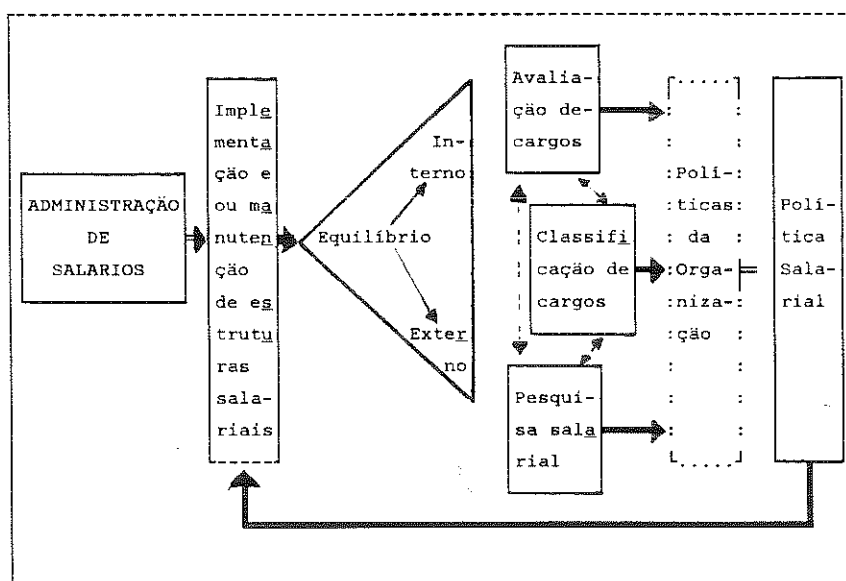 ADMINISTRAÇÃO
DE
SALARIOS
Imple
menta
ção e
ou ma
nuten
ção
de es
trutu
ras
sala-
riais
In-
terno
Equilíbrio
Exter
no
Avalia-
ção de-
cargos
Classifi
cação de
cargos
Pesqui-
sa sala
rial
Polí-
ticas
da
Orga-
niza-
ção
Polí-
tica
Sala-
rial